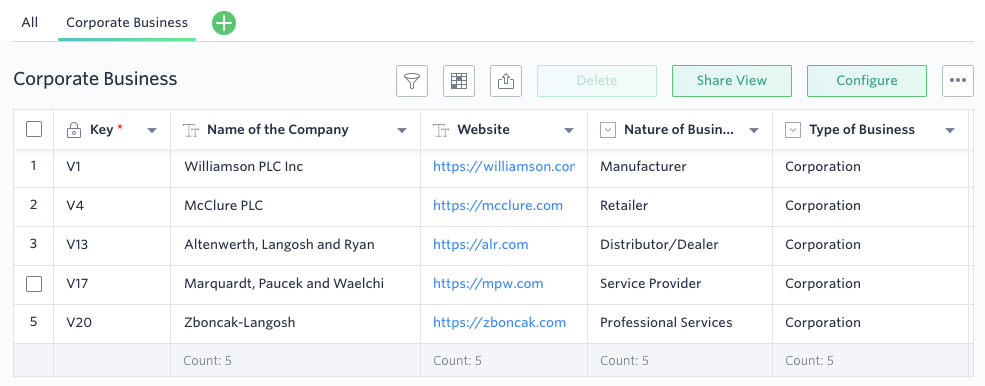 All Corporate Business
Corporate Business Delete Share View Configure
Key * Name of the Company Website Nature of Busin... Type of Business
1 V1 Williamson PLC Inc https://williamson.con Manufacturer Corporation
2 V4 McClure PLC https://mcclure.com Retailer Corporation
3 V13 Altenwerth, Langosh and Ryan https://alr.com Distributor/Dealer Corporation
V17 Marquardt, Paucek and Waelchi https://mpw.com Service Provider Corporation
5 V20 Zboncak-Langosh https://zboncak.com Professional Services Corporation
Count: 5 Count: 5 Count: 5 Count: 5